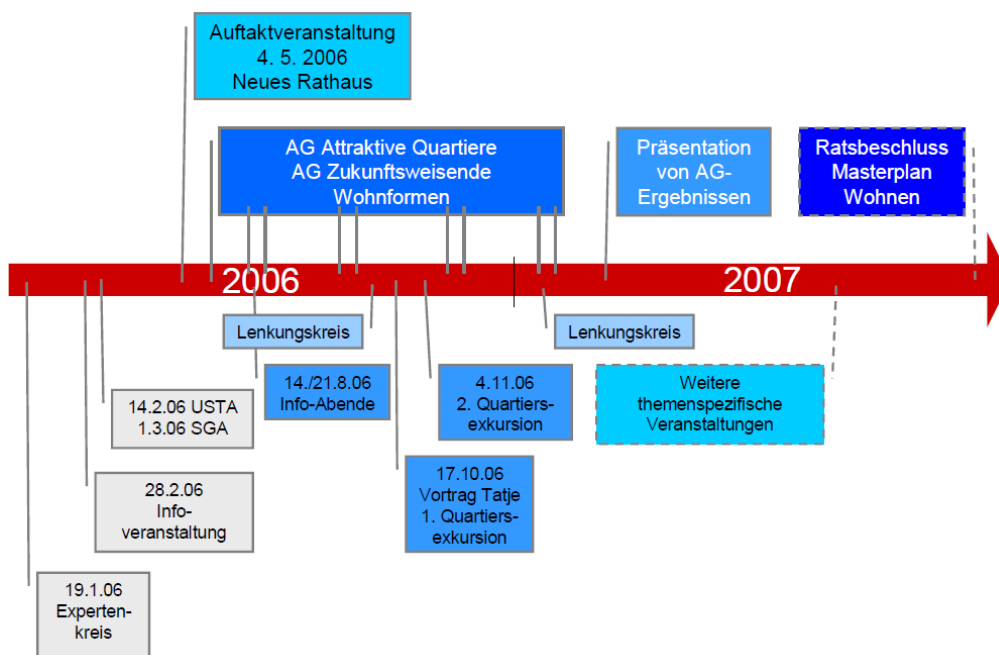 Auftaktveranstaltung
4. 5. 2006
Neues Rathaus
AG Attraktive Quartiere
AG Zukunftsweisende
Wohnformen
Präsentation
von AG-
Ergebnissen
Ratsbeschluss
Masterplan
Wohnen
2006
2007
Lenkungskreis
Lenkungskreis
14.2.06 USTA
1.3.06 SGA
14./21.8.06
Info-Abende
4.11.06
2. Quartiers-
exkursion
Weitere
themenspezifische
Veranstaltungen
28.2.06
Info-
veranstaltung
17.10.06
Vortrag Tatje
1. Quartiers-
exkursion
19.1.06
Experten-
kreis